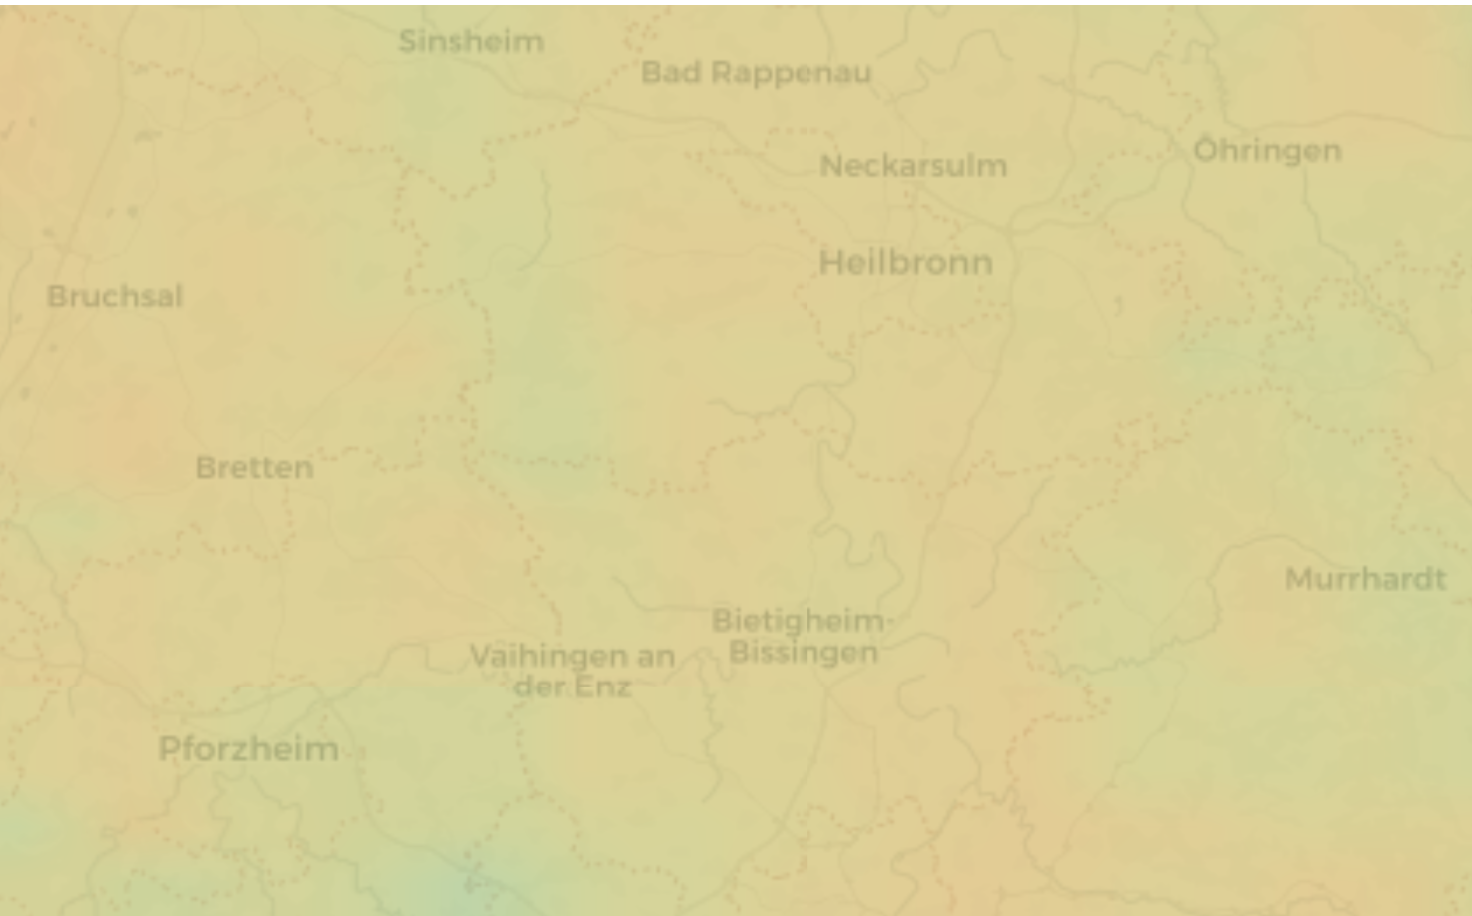 Sinsheim
Bad Rappenau
Neckarsulm
Öhringen
Heilbronn
Bruchsal
Bretten
Murrhardt
Bietigheim-
Bissingen
Vaihingen an
der Enz
Pforzheim